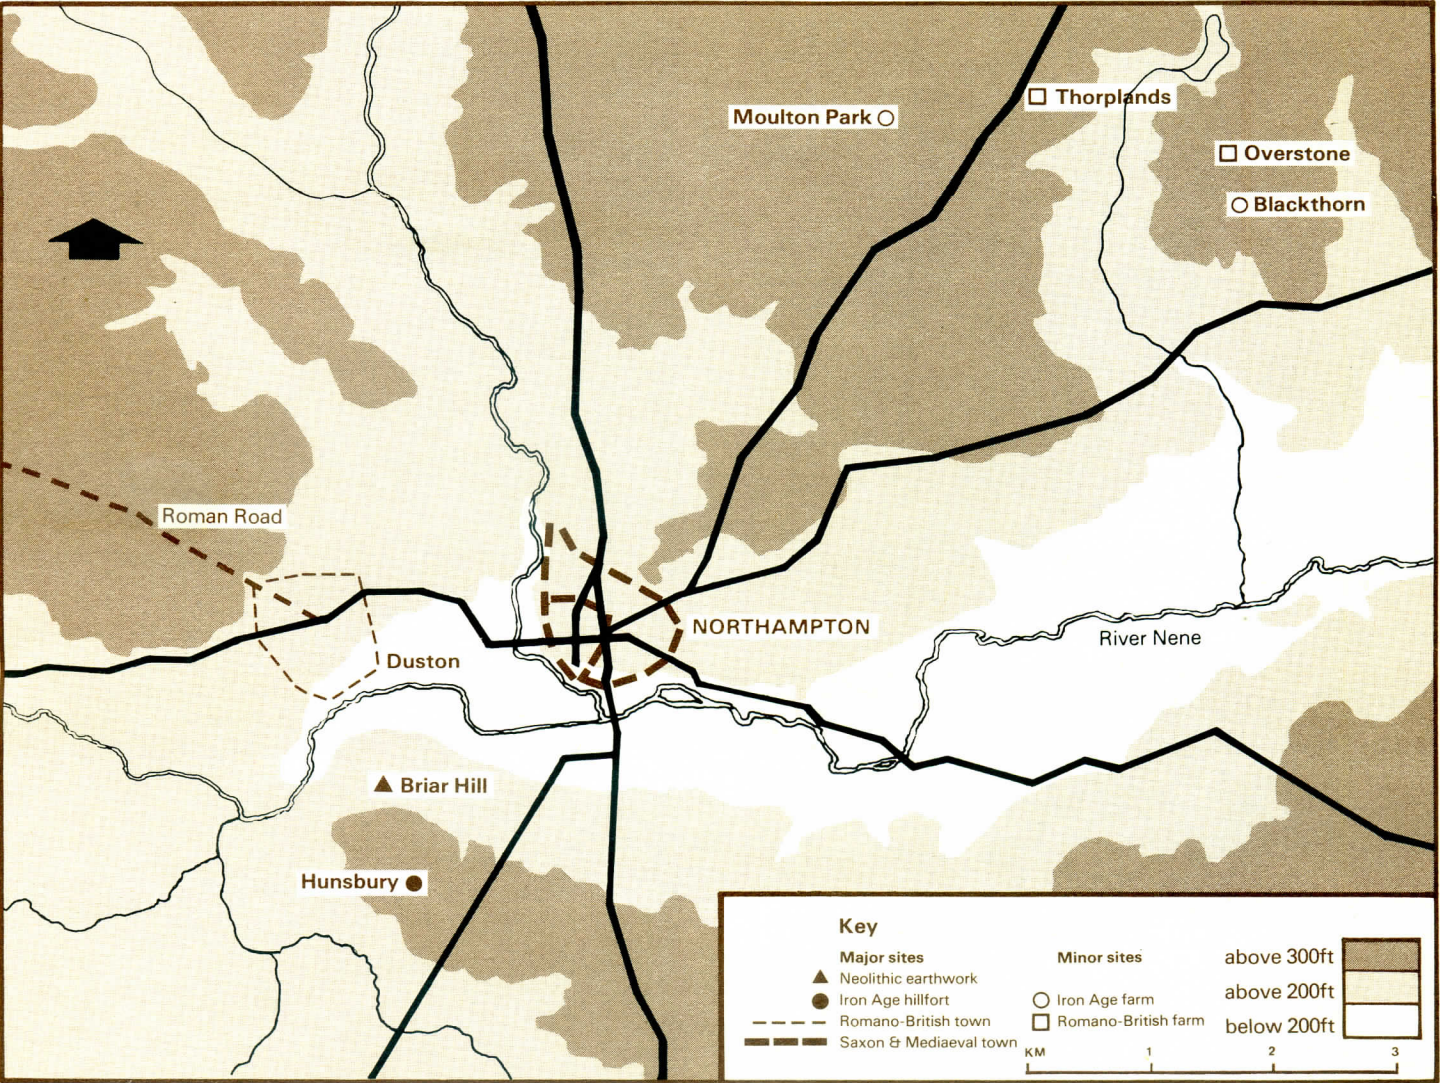 Thorplands
Moulton Park
Overstone
Blackthorn
Roman Road
NORTHAMPTON
River Nene
Duston
Briar Hill
Hunsbury
Key
Major sites
Neolithic earthwork
Iron Age hillfort
Romano-British town
Saxon & Mediaeval town
Minor sites
Iron Age farm
Romano-British farm
above 300ft
above 200ft
below 200ft
KM 1 2 3